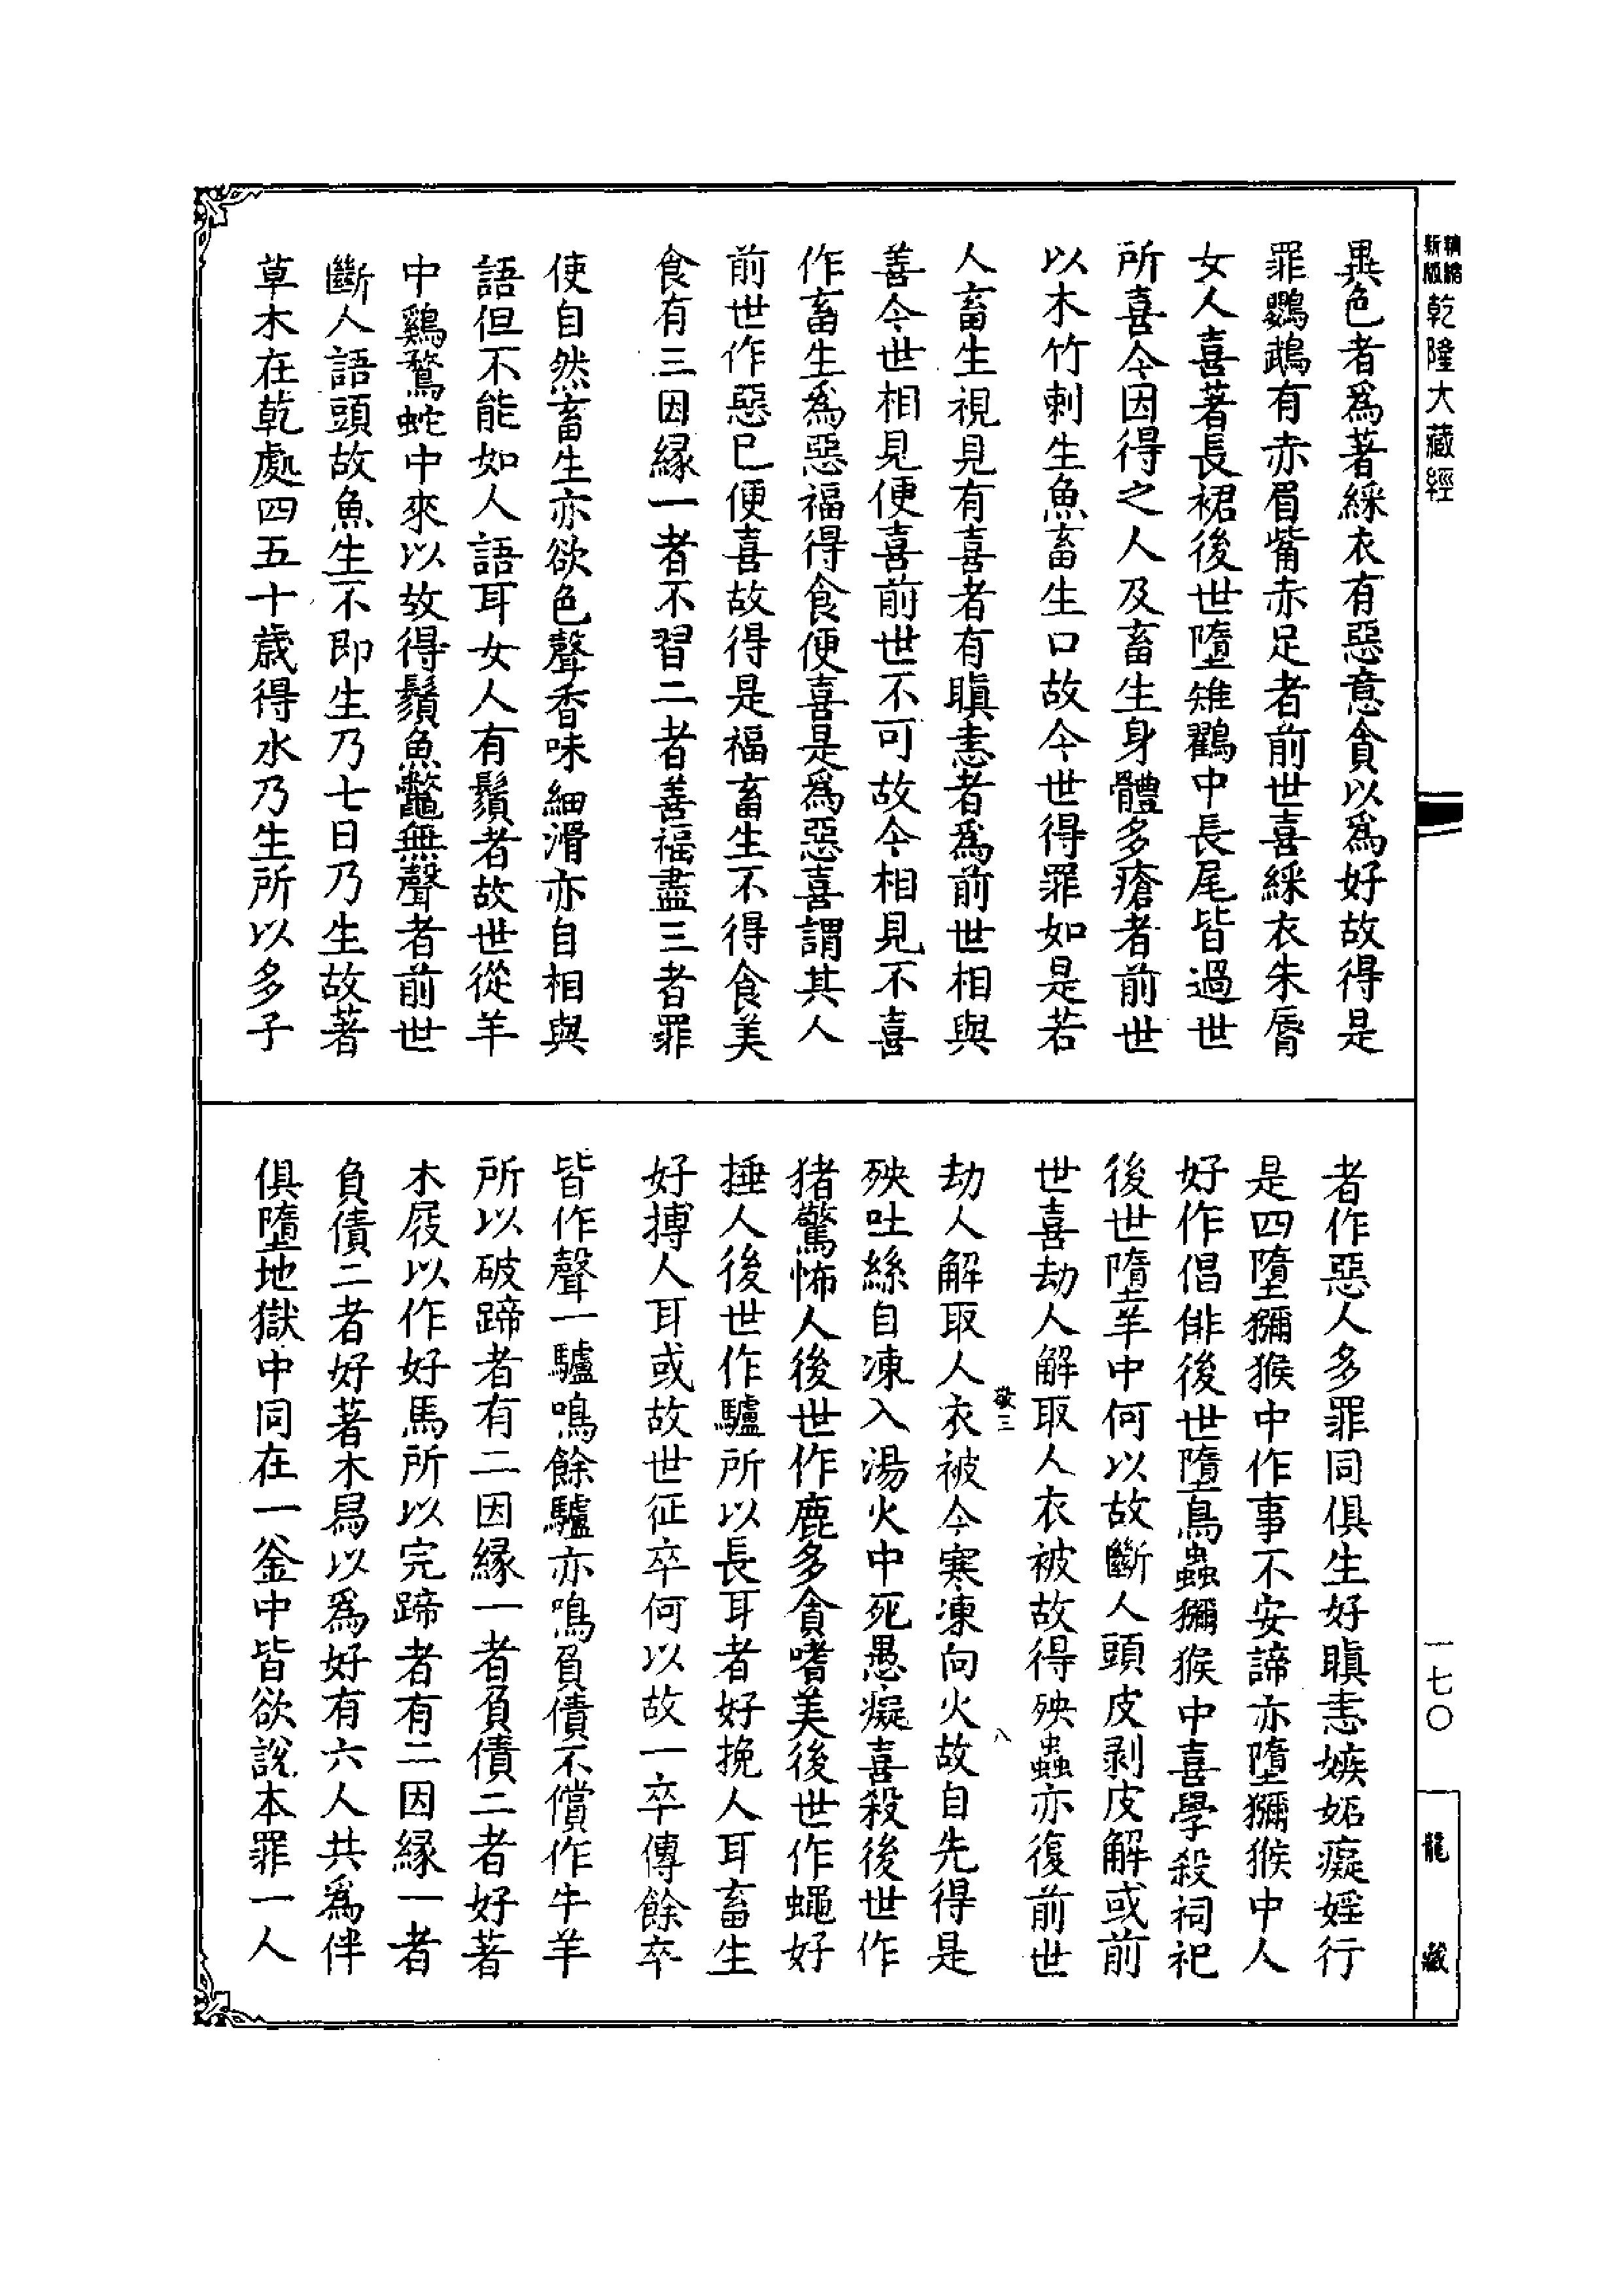 精縮新版乾隆大藏經
一七〇
龍藏
異色者爲著綵衣有惡意貪以爲好故得是
罪鸚鵡有赤眉觜赤足者前世喜綵衣朱脣
女人喜著長裙後世墮雉鸛中長尾皆過世
所喜今因得之人及畜生身體多瘡者前世
以木竹刺生魚畜生口故今世得罪如是若
人畜生視見有喜者有瞋恚者爲前世相與
善今世相見便喜前世不可故今相見不喜
作畜生爲惡福得食便喜是爲惡喜謂其人
前世作惡已便喜故得是福畜生不得食美
食有三因緣一者不習二者善福盡三者罪
使自然畜生亦欲色聲香味細滑亦自相與
語但不能如人語耳女人有鬚者故世從羊
中鷄鶩蛇中來以故得鬚魚鼈無聲者前世
斷人語頭故魚生不即生乃七日乃生故著
草木在乾處四五十歲得水乃生所以多子
者作惡人多罪同俱生好瞋恚嫉妬癡婬行
是四墮獼猴中作事不安諦亦墮獼猴中人
好作倡俳後世墮鳥蟲獼猴中喜學殺祠祀
後世墮羊中何以故斷人頭皮剥皮解或前
世喜劫人解取人衣被故得殃蟲亦復前世
敬三
八
劫人解取人衣被今寒凍向火故自先得是
殃吐絲自凍入湯火中死愚癡喜殺後世作
猪驚怖人後世作鹿多貪嗜美後世作蠅好
捶人後世作驢所以長耳者好挽人耳畜生
好搏人耳或故世征卒何以故一卒傳餘卒
皆作聲一驢鳴餘驢亦鳴負債不償作牛羊
所以破蹄者有二因緣一者負債二者好著
木屐以作好馬所以完蹄者有二因緣一者
負債二者好著木舄以爲好有六人共爲伴
俱墮地獄中同在一釜中皆欲說本罪一人